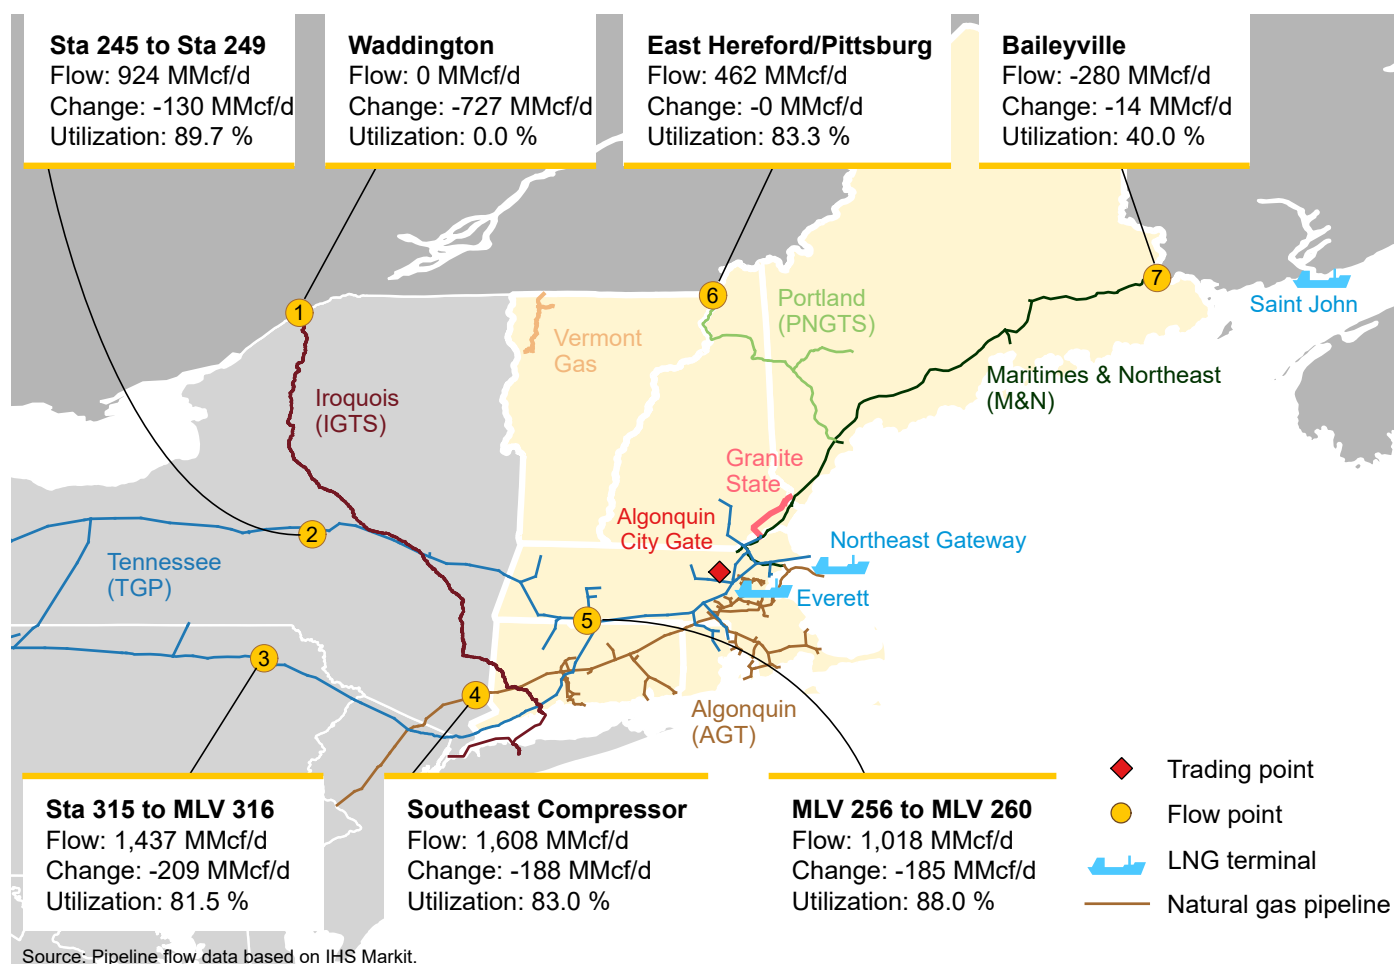 Sta 245 to Sta 249
Flow: 924 MMcf/d
Change: -130 MMcf/d
Utilization: 89.7 %
Waddington
Flow: 0 MMcf/d
Change: -727 MMcf/d
Utilization: 0.0 %
East Hereford/Pittsburg
Flow: 462 MMcf/d
Change: -0 MMcf/d
Utilization: 83.3 %
Baileyville
Flow: -280 MMcf/d
Change: -14 MMcf/d
Utilization: 40.0 %
1
6
7
Saint John
Portland
(PNGTS)
Vermont
Gas
Maritimes & Northeast
(M&N)
Iroquois
(IGTS)
Granite
State
Algonquin
City Gate
2
Northeast Gateway
Tennessee
(TGP)
Everett
5
3
4
Algonquin
(AGT)
Sta 315 to MLV 316
Flow: 1,437 MMcf/d
Change: -209 MMcf/d
Utilization: 81.5 %
Southeast Compressor
Flow: 1,608 MMcf/d
Change: -188 MMcf/d
Utilization: 83.0 %
MLV 256 to MLV 260
Flow: 1,018 MMcf/d
Change: -185 MMcf/d
Utilization: 88.0 %
Trading point
Flow point
LNG terminal
Natural gas pipeline
Source: Pipeline flow data based on IHS Markit.